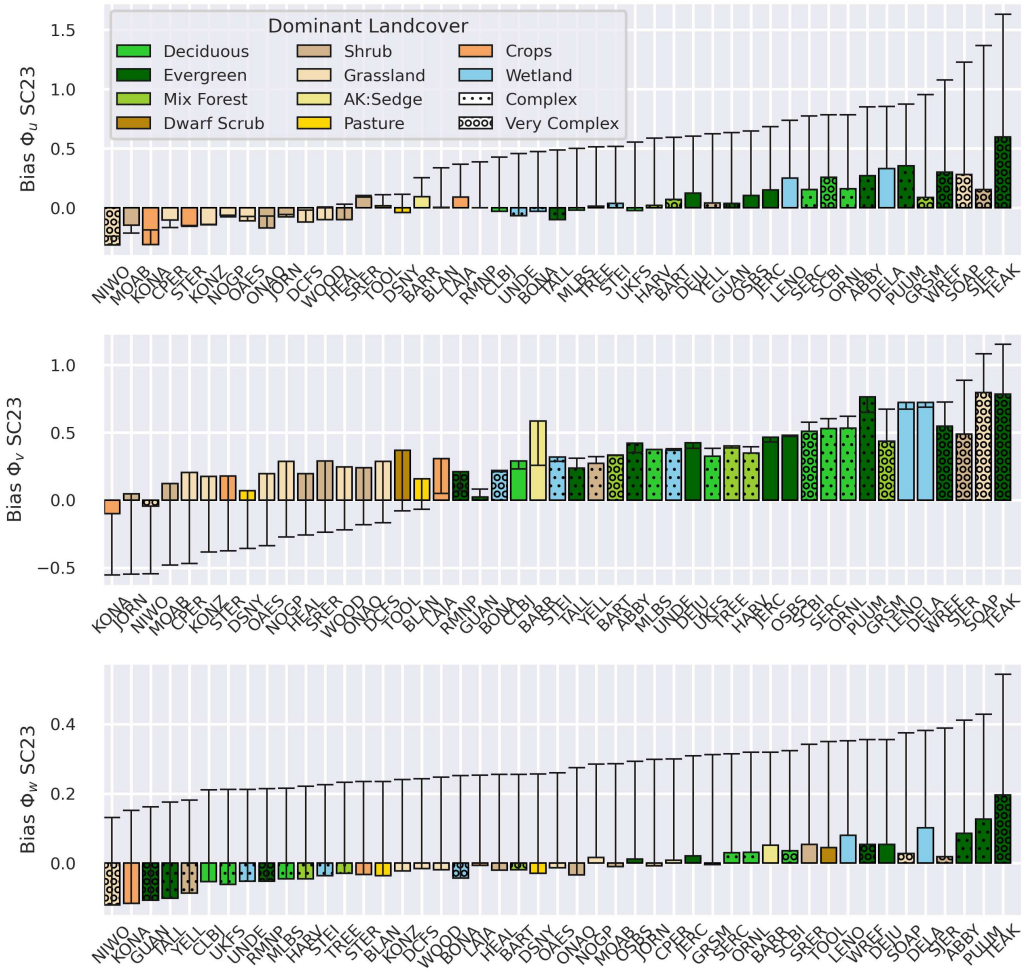 Dominant Landcover
Deciduous Shrub Crops
Evergreen Grassland Wetland
Mix Forest AK:Sedge Complex
Dwarf Scrub Pasture Very Complex
Bias Φu SC23
1.5
1.0
0.5
0.0
NIWO MOAB KONA CPER STER KONZ NOGP OAES ONAQ JORN DCFS WOOD HEAL SRER TOOL DSNY BARR BLAN LAJA RMNP CLBJ UNDE BONA TALL MLBS TREE STEI UKFS HARV BART DEJU YELL GUAN OSBS JERC LENO SERC SCBI ORNL ABBY DELA PUUM GRSM WREF SOAP SJER TEAK
Bias Φv SC23
1.0
0.5
0.0
−0.5
KONA JORN NIWO MOAB CPER KONZ STER DSNY OAES NOGP HEAL SRER WOOD ONAQ DCFS TOOL BLAN LAJA RMNP GUAN BONA CLBJ BARR STEI TALL YELL BART ABBY MLBS UNDE DEJU UKFS TREE HARV JERC OSBS SCBI SERC ORNL PUUM GRSM LENO DELA WREF SJER SOAP TEAK
Bias Φw SC23
0.4
0.2
0.0
NIWO KONA GUAN TALL YELL CLBJ UKFS UNDE RMNP MLBS HARV STEI TREE STER BLAN KONZ DCFS WOOD BONA LAJA HEAL BART DSNY OAES ONAQ NOGP MOAB OSBS JORN CPER JERC GRSM SERC ORNL BARR SCBI SRER TOOL LENO WREF DEJU SOAP DELA SJER ABBY PUUM TEAK